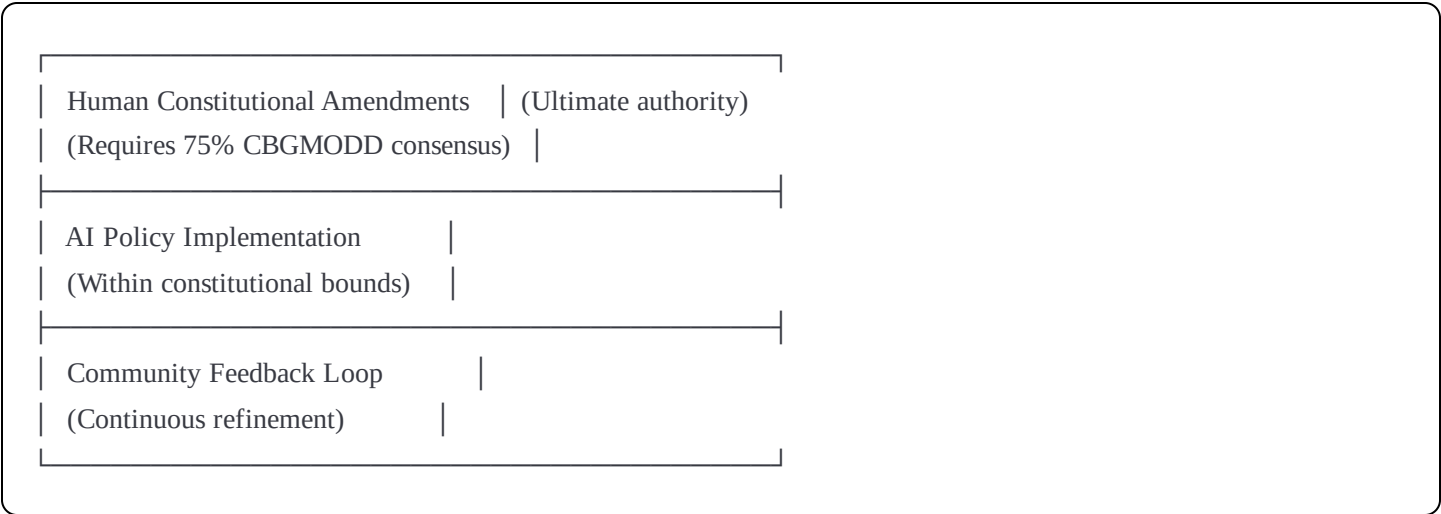 Human Constitutional Amendments │ (Ultimate authority)
│ (Requires 75% CBGMODD consensus) │
│ AI Policy Implementation │
│ (Within constitutional bounds) │
│ Community Feedback Loop │
│ (Continuous refinement) │